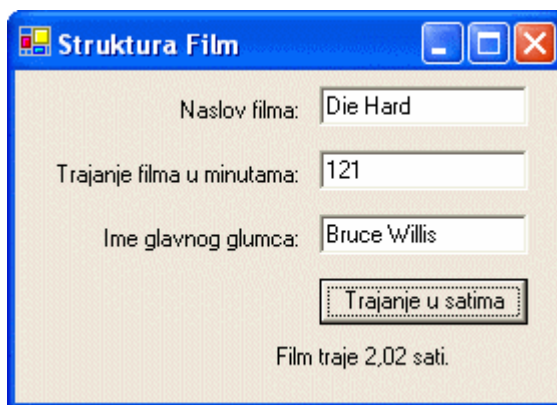 Struktura Film
Naslov filma: Die Hard
Trajanje filma u minutama: 121
Ime glavnog glumca: Bruce Willis
Trajanje u satima
Film traje 2,02 sati.